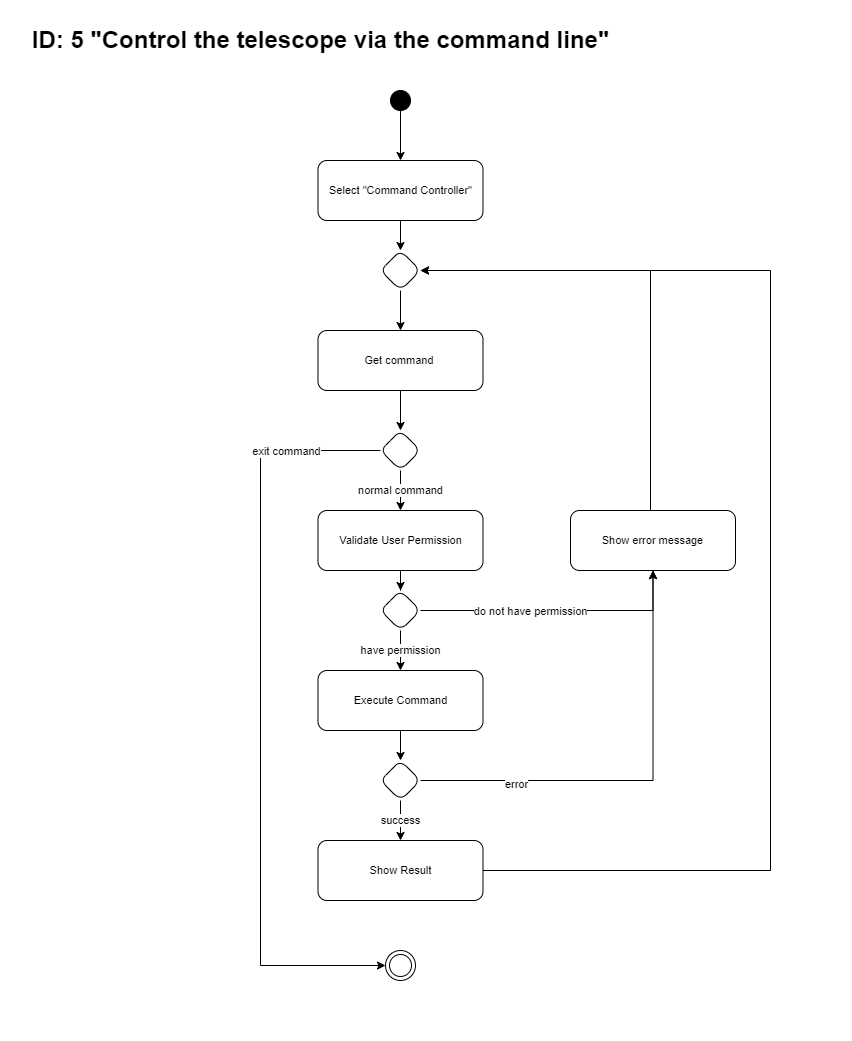 ID: 5 "Control the telescope via the command line"
Select "Command Controller"
Get command
exit command
normal command
Validate User Permission
Show error message
do not have permission
have permission
Execute Command
error
success
Show Result